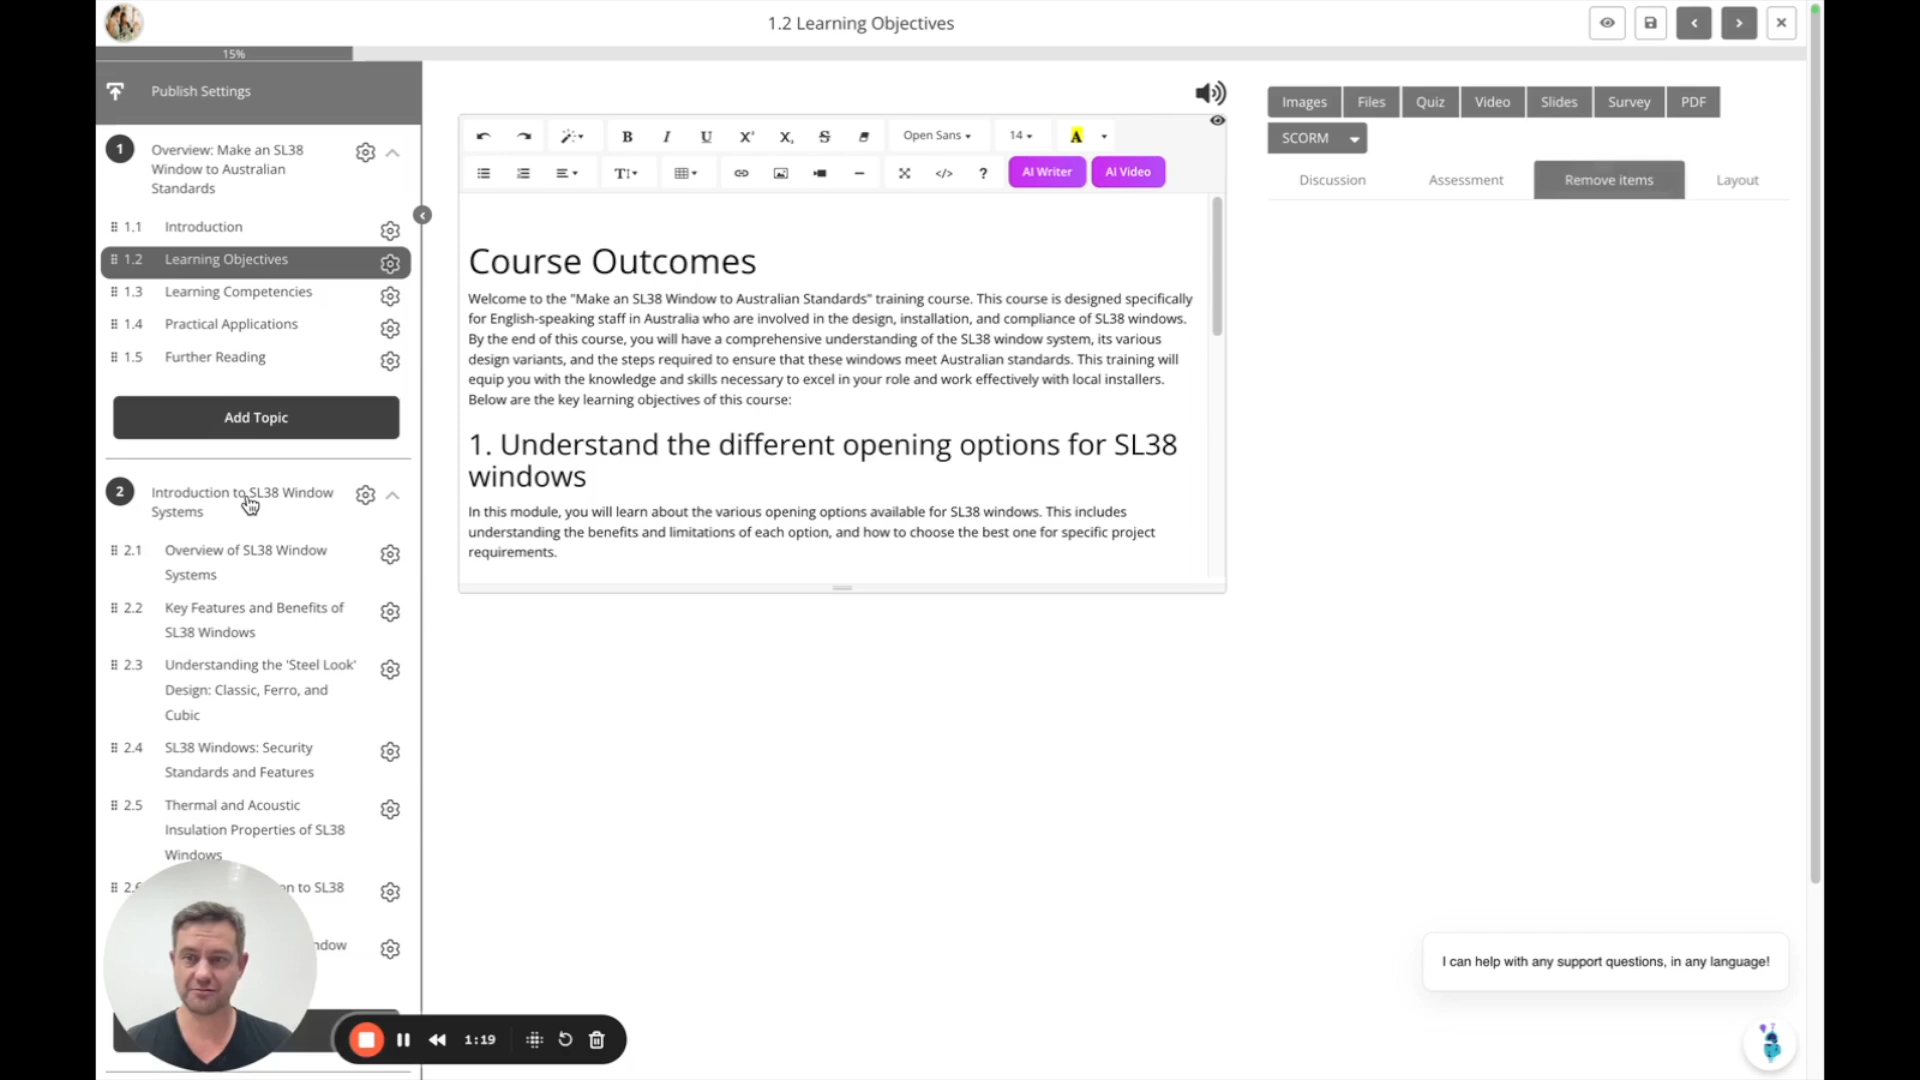 1.2 Learning Objectives
15%
Publish Settings
1
Overview: Make an SL38
Window to Australian
Standards
1.1 Introduction
1.2 Learning Objectives
1.3 Learning Competencies
1.4 Practical Applications
1.5 Further Reading
Add Topic
2
Introduction to SL38 Window
Systems
2.1 Overview of SL38 Window
Systems
2.2 Key Features and Benefits of
SL38 Windows
2.3 Understanding the 'Steel Look'
Design: Classic, Ferro, and
Cubic
2.4 SL38 Windows: Security
Standards and Features
2.5 Thermal and Acoustic
Insulation Properties of SL38
Windows
to SL38
1:19
B I U X² X₂ S Open Sans 14 A
T </> ? AI Writer AI Video
Course Outcomes
Welcome to the "Make an SL38 Window to Australian Standards" training course. This course is designed specifically
for English-speaking staff in Australia who are involved in the design, installation, and compliance of SL38 windows.
By the end of this course, you will have a comprehensive understanding of the SL38 window system, its various
design variants, and the steps required to ensure that these windows meet Australian standards. This training will
equip you with the knowledge and skills necessary to excel in your role and work effectively with local installers.
Below are the key learning objectives of this course:
1. Understand the different opening options for SL38
windows
In this module, you will learn about the various opening options available for SL38 windows. This includes
understanding the benefits and limitations of each option, and how to choose the best one for specific project
requirements.
Images Files Quiz Video Slides Survey PDF
SCORM
Discussion Assessment Remove items Layout
I can help with any support questions, in any language!